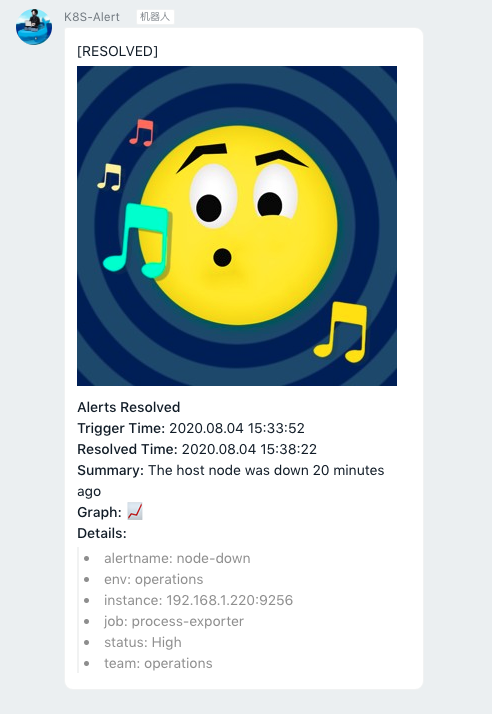 K8S-Alert 机器人
[RESOLVED]
Alerts Resolved
Trigger Time: 2020.08.04 15:33:52
Resolved Time: 2020.08.04 15:38:22
Summary: The host node was down 20 minutes
ago
Graph: 📈
Details:
• alertname: node-down
• env: operations
• instance: 192.168.1.220:9256
• job: process-exporter
• status: High
• team: operations